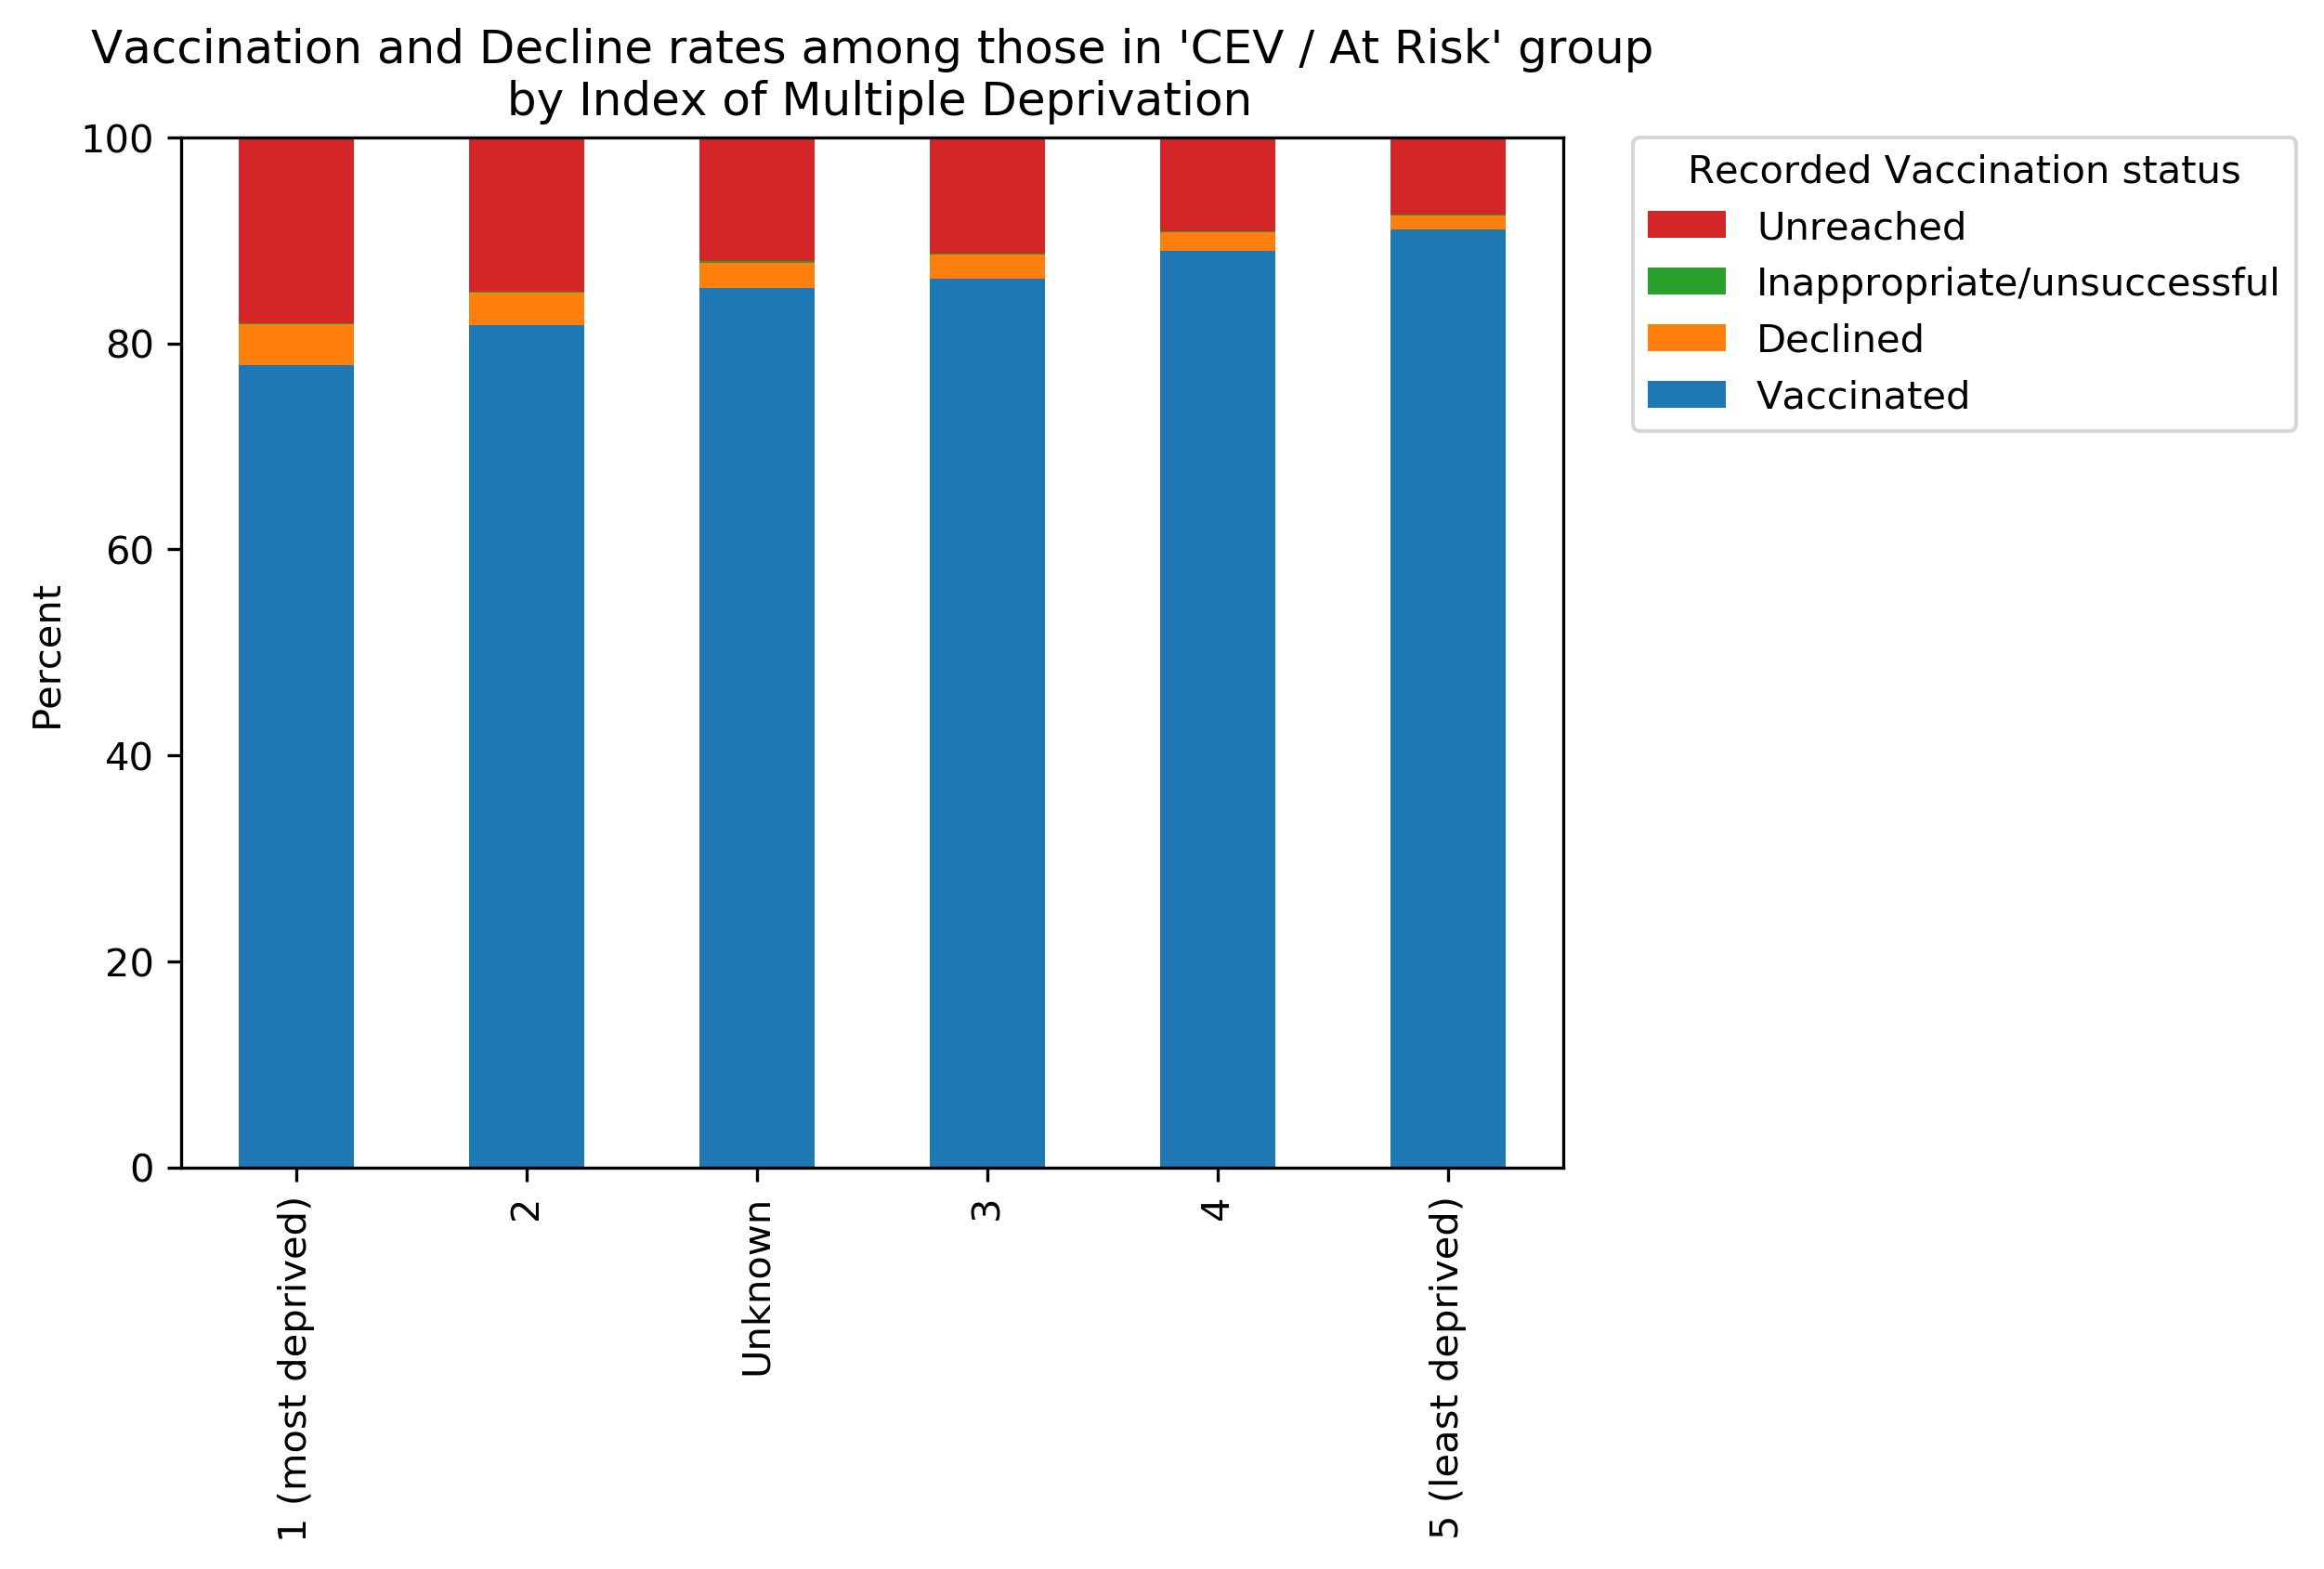 Vaccination and Decline rates among those in 'CEV / At Risk' group
by Index of Multiple Deprivation
Percent
100
80
60
40
20
0
1 (most deprived)
2
Unknown
3
4
5 (least deprived)
Recorded Vaccination status
Unreached
Inappropriate/unsuccessful
Declined
Vaccinated